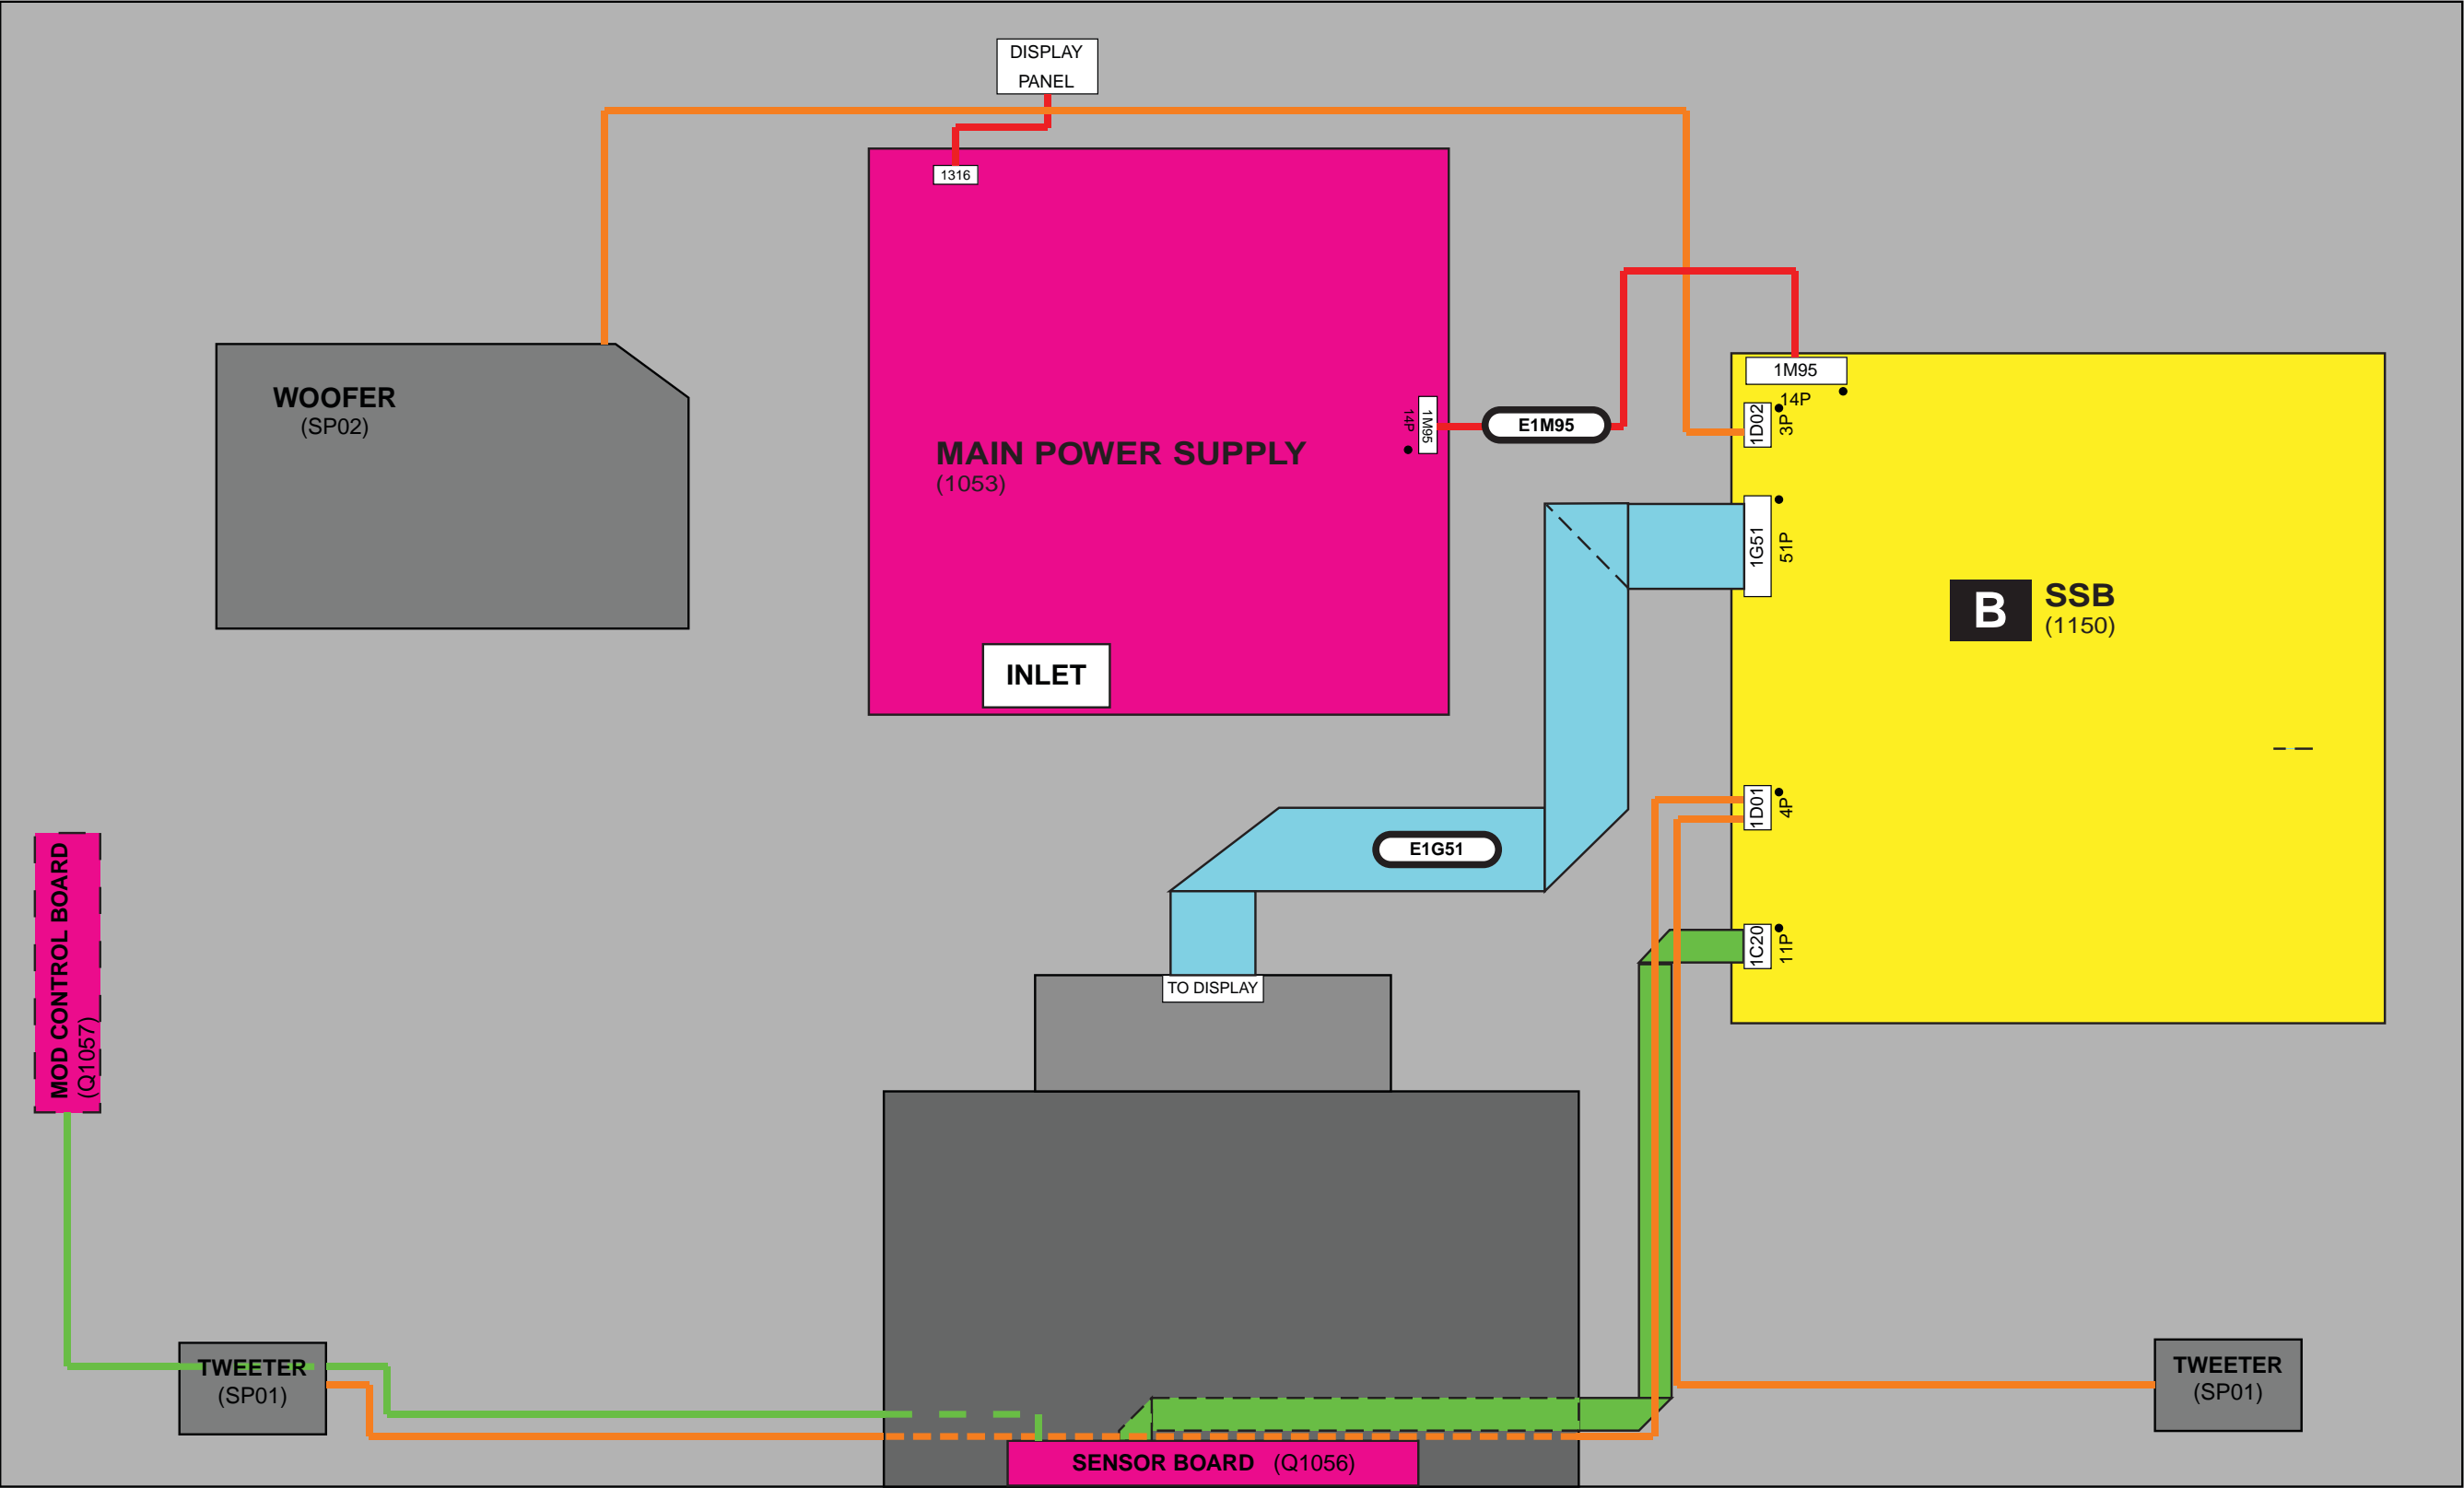 DISPLAY
PANEL
1316
WOOFER
(SP02)
MAIN POWER SUPPLY
(1053)
14P
1M95
E1M95
1M95
14P
1D02
3P
1G51
51P
B
SSB
(1150)
INLET
1D01
4P
E1G51
1C20
11P
TO DISPLAY
MOD CONTROL BOARD
(Q1057)
TWEETER
(SP01)
TWEETER
(SP01)
SENSOR BOARD (Q1056)